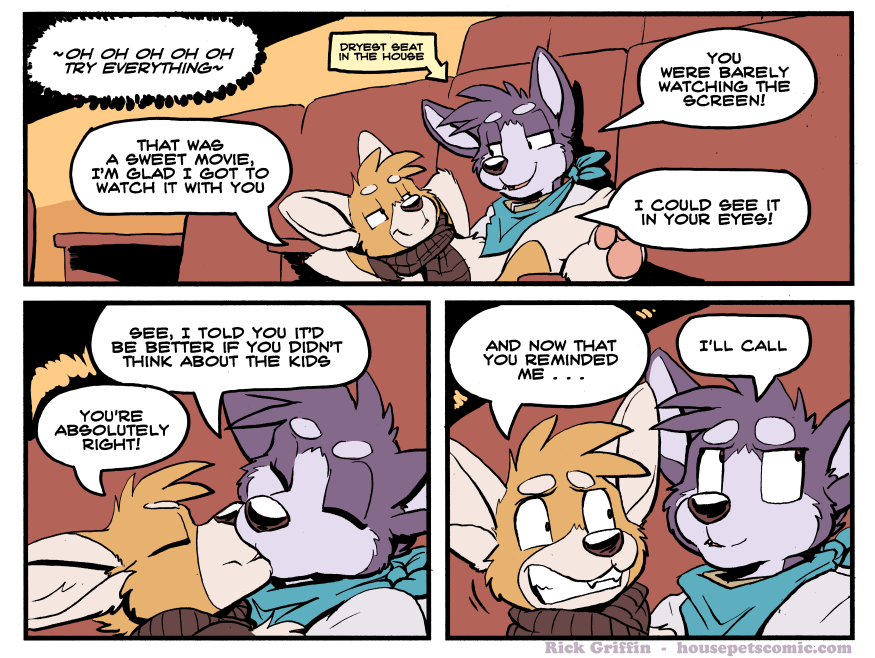 ~OH OH OH OH OH
TRY EVERYTHING~
DRYEST SEAT
IN THE HOUSE
YOU
WERE BARELY
WATCHING THE
SCREEN!
THAT WAS
A SWEET MOVIE,
I'M GLAD I GOT TO
WATCH IT WITH YOU
I COULD SEE IT
IN YOUR EYES!
SEE, I TOLD YOU IT'D
BE BETTER IF YOU DIDN'T
THINK ABOUT THE KIDS
YOU'RE
ABSOLUTELY
RIGHT!
AND NOW THAT
YOU REMINDED
ME . . .
I'LL CALL
Rick Griffin - housepetscomic.com